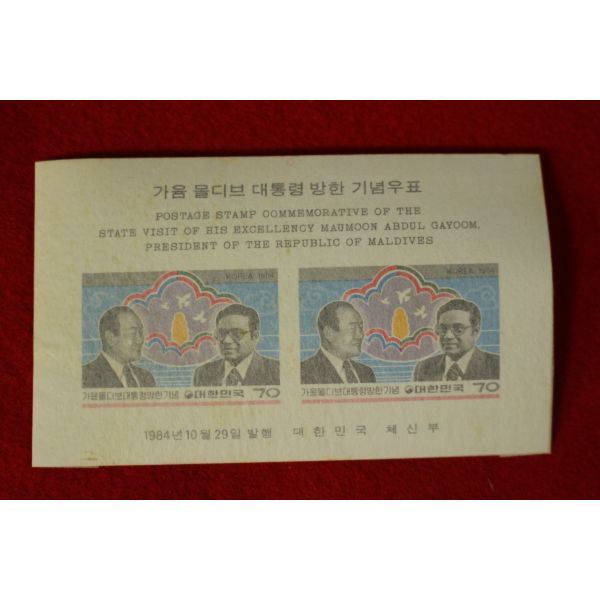 가윰 몰디브 대통령 방한 기념우표
POSTAGE STAMP COMMEMORATIVE OF THE
STATE VISIT OF HIS EXCELLENCY MAUMOON ABDUL GAYOOM,
PRESIDENT OF THE REPUBLIC OF MALDIVES
KOREA 1984
가윰몰디브대통령방한기념 대한민국 70
KOREA 1984
가윰몰디브대통령방한기념 대한민국 70
1984년 10월 29일 발행 대한민국 체신부